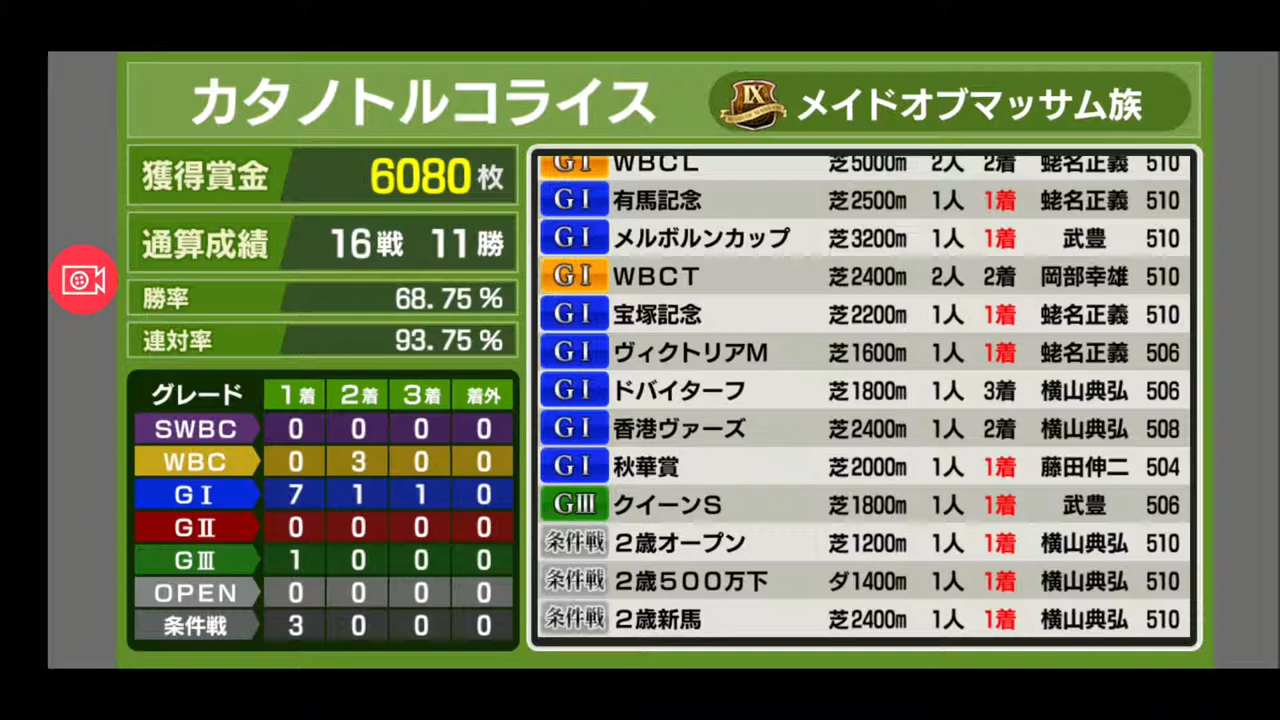 カタノトルコライス
IX メイドオブマッサム族
獲得賞金 6080枚
通算成績 16戦 11勝
勝率 68.75%
連対率 93.75%
グレード 1着 2着 3着 着外
SWBC 0 0 0 0
WBC 0 3 0 0
GⅠ 7 1 1 0
GⅡ 0 0 0 0
GⅢ 1 0 0 0
OPEN 0 0 0 0
条件戦 3 0 0 0
GⅠ WBCL 芝5000m 2人 2着 蛯名正義 510
GⅠ 有馬記念 芝2500m 1人 1着 蛯名正義 510
GⅠ メルボルンカップ 芝3200m 1人 1着 武豊 510
GⅠ WBCT 芝2400m 2人 2着 岡部幸雄 510
GⅠ 宝塚記念 芝2200m 1人 1着 蛯名正義 510
GⅠ ヴィクトリアM 芝1600m 1人 1着 蛯名正義 506
GⅠ ドバイターフ 芝1800m 1人 3着 横山典弘 506
GⅠ 香港ヴァーズ 芝2400m 1人 2着 横山典弘 508
GⅠ 秋華賞 芝2000m 1人 1着 藤田伸二 504
GⅢ クイーンS 芝1800m 1人 1着 武豊 506
条件戦 2歳オープン 芝1200m 1人 1着 横山典弘 510
条件戦 2歳500万下 ダ1400m 1人 1着 横山典弘 510
条件戦 2歳新馬 芝2400m 1人 1着 横山典弘 510